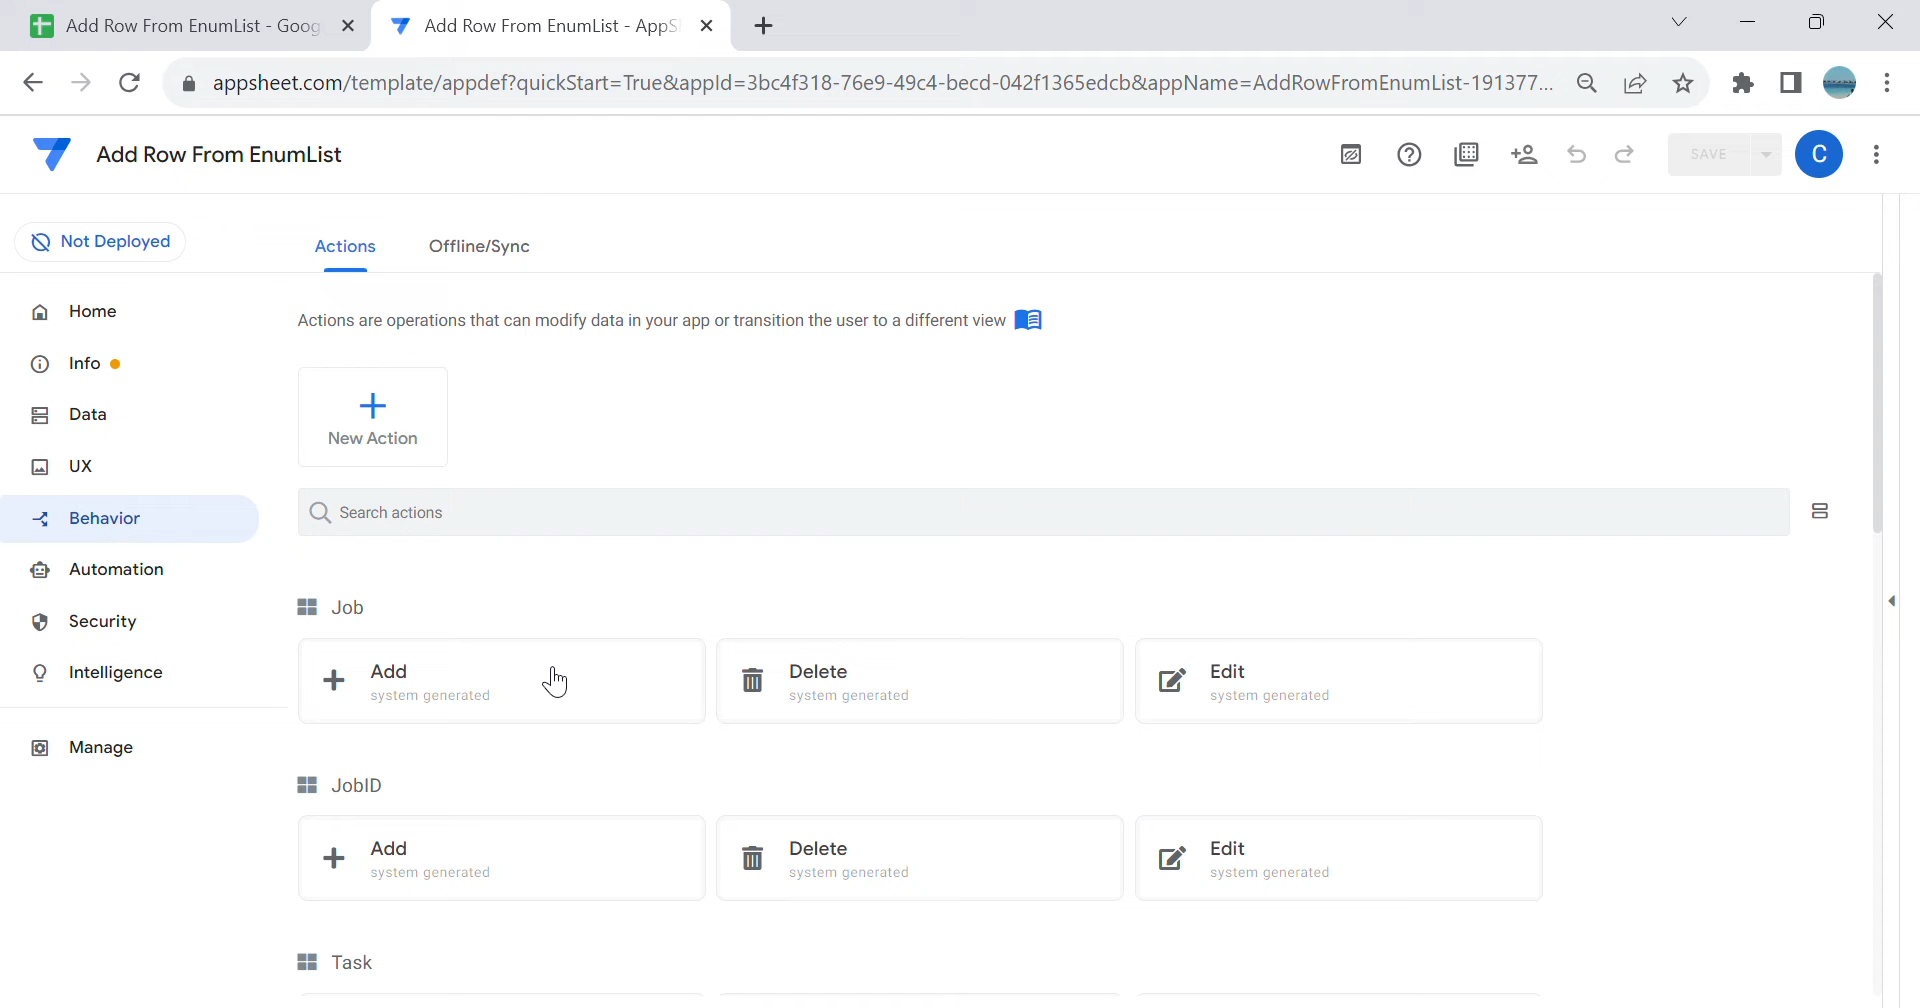 Add Row From EnumList - Goog
Add Row From EnumList - AppS
appsheet.com/template/appdef?quickStart=True&appId=3bc4f318-76e9-49c4-becd-042f1365edcb&appName=AddRowFromEnumList-191377...
Add Row From EnumList
SAVE
C
Not Deployed
Actions
Offline/Sync
Home
Info
Data
UX
Behavior
Automation
Security
Intelligence
Manage
Actions are operations that can modify data in your app or transition the user to a different view
New Action
Search actions
Job
Add
system generated
Delete
system generated
Edit
system generated
JobID
Add
system generated
Delete
system generated
Edit
system generated
Task